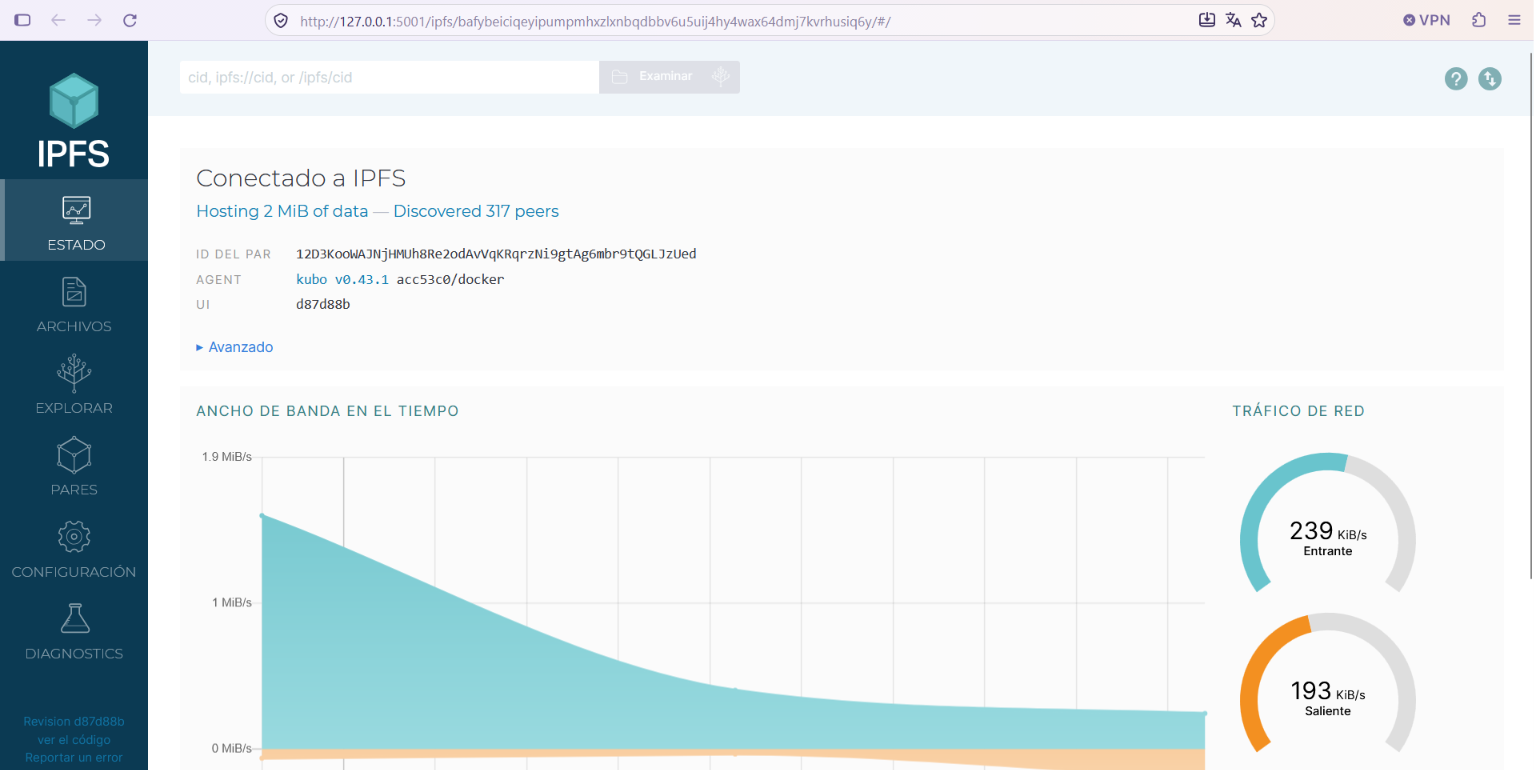 http://127.0.0.1:5001/ipfs/bafybeiciqeyipumpmhxzlxnbqdbbv6u5uij4hy4wax64dmj7kvrhusiq6y/#/
VPN
IPFS
cid, ipfs://cid, or /ipfs/cid
Examinar
?
ESTADO
ARCHIVOS
EXPLORAR
PARES
CONFIGURACIÓN
DIAGNOSTICS
Revision d87d88b
ver el código
Reportar un error
Conectado a IPFS
Hosting 2 MiB of data — Discovered 317 peers
ID DEL PAR 12D3KooWAJNjHMUh8Re2odAvVqKRqrzNi9gtAg6mbr9tQGLJzUed
AGENT kubo v0.43.1 acc53c0/docker
UI d87d88b
▸ Avanzado
ANCHO DE BANDA EN EL TIEMPO
1.9 MiB/s
1 MiB/s
0 MiB/s
TRÁFICO DE RED
239 KiB/s
Entrante
193 KiB/s
Saliente